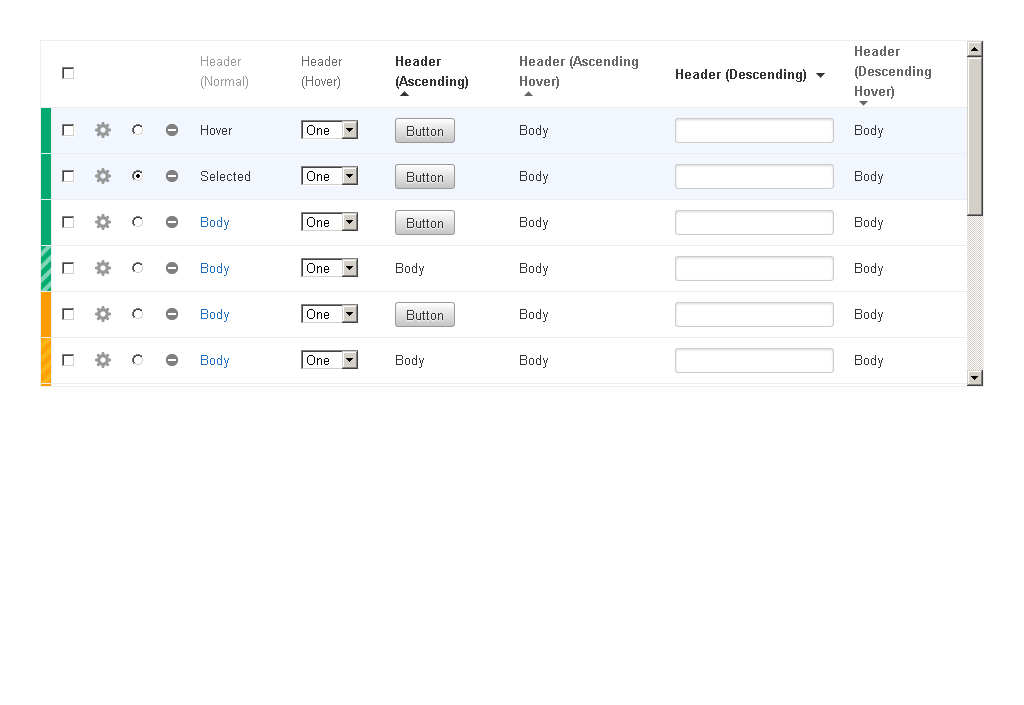 Header (Normal) Header (Hover) Header (Ascending) Header (Ascending Hover) Header (Descending) Header (Descending Hover)
Hover One Button Body Body
Selected One Button Body Body
Body One Button Body Body
Body One Body Body Body
Body One Button Body Body
Body One Body Body Body